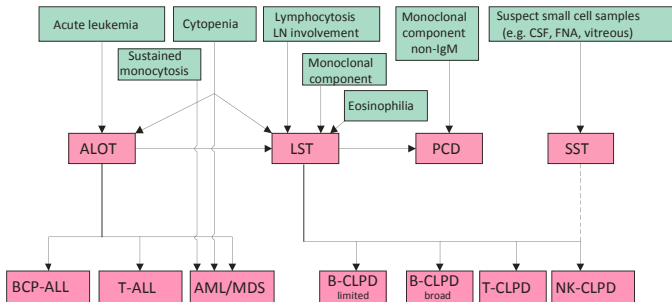 Acute leukemia
Cytopenia
Lymphocytosis
LN involvement
Monoclonal
component
non-IgM
Suspect small cell samples
(e.g. CSF, FNA, vitreous)
Sustained
monocytosis
Monoclonal
component
Eosinophilia
ALOT
LST
PCD
SST
BCP-ALL
T-ALL
AML/MDS
B-CLPD
limited
B-CLPD
broad
T-CLPD
NK-CLPD